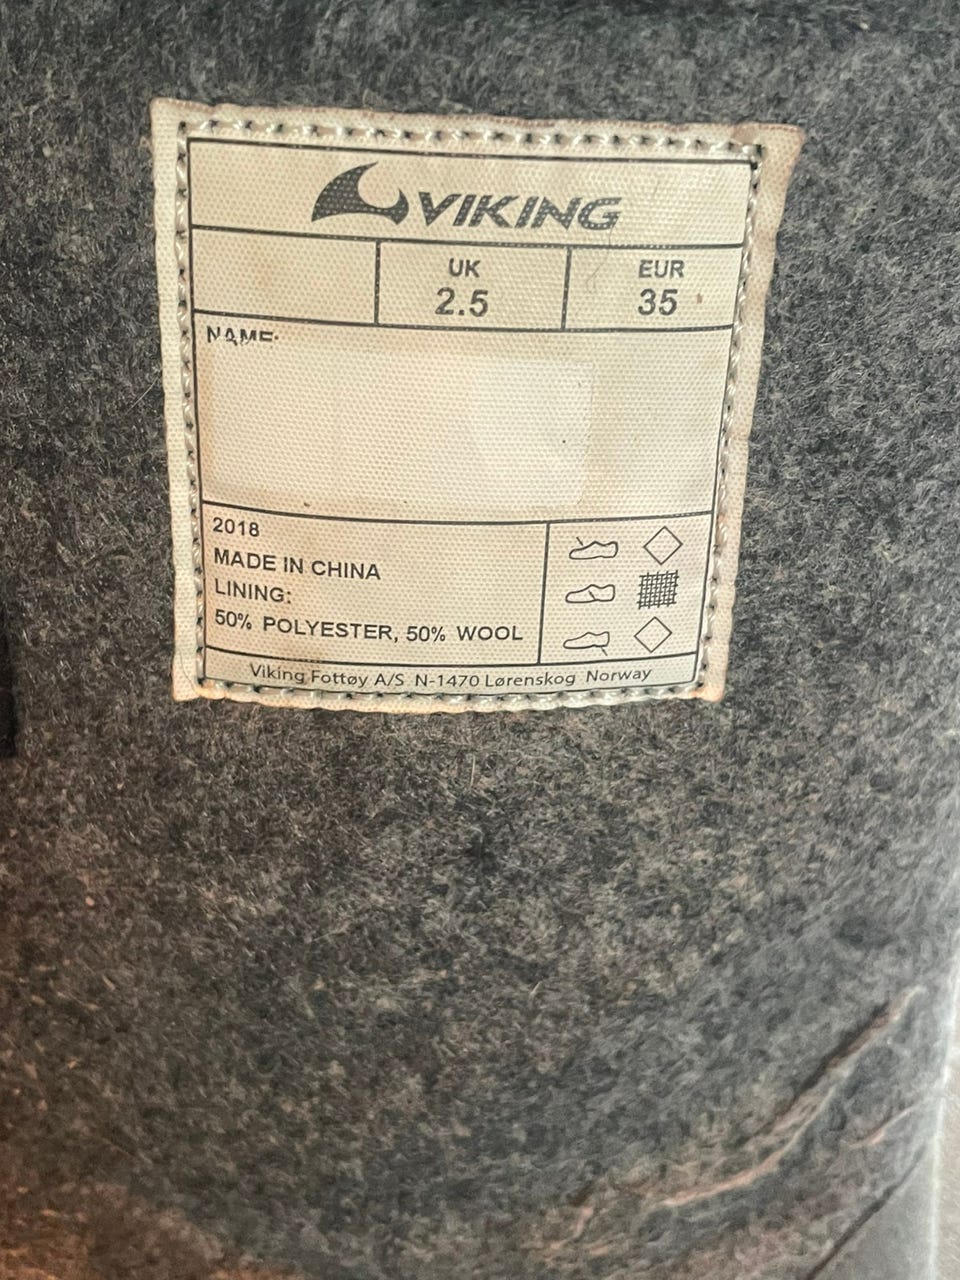 VIKING
UK EUR
2.5 35
NAME:
2018
MADE IN CHINA
LINING:
50% POLYESTER, 50% WOOL
Viking Fottøy A/S N-1470 Lørenskog Norway